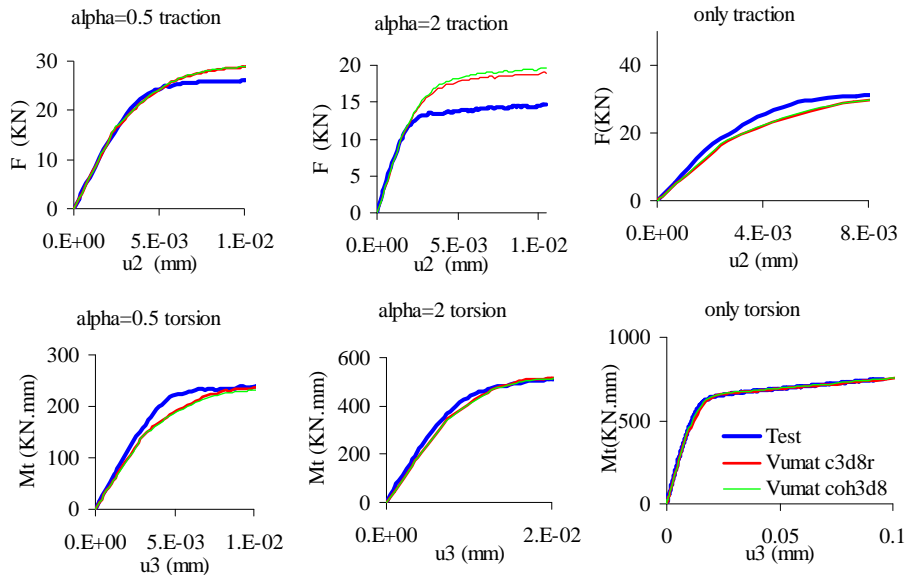 alpha=0.5 traction
30
20
10
0
F (KN)
0.E+00 5.E-03 1.E-02
u2 (mm)
alpha=2 traction
20
15
10
5
0
F (KN)
0.E+00 5.E-03 1.E-02
u2 (mm)
only traction
40
20
0
F(KN)
0.E+00 4.E-03 8.E-03
u2 (mm)
alpha=0.5 torsion
300
200
100
0
Mt (KN.mm)
0.E+00 5.E-03 1.E-02
u3 (mm)
alpha=2 torsion
600
400
200
0
Mt (KN.mm)
0.E+00 2.E-02
u3 (mm)
only torsion
1000
500
0
Mt(KN.mm)
Test
Vumat c3d8r
Vumat coh3d8
0 0.05 0.1
u3 (mm)